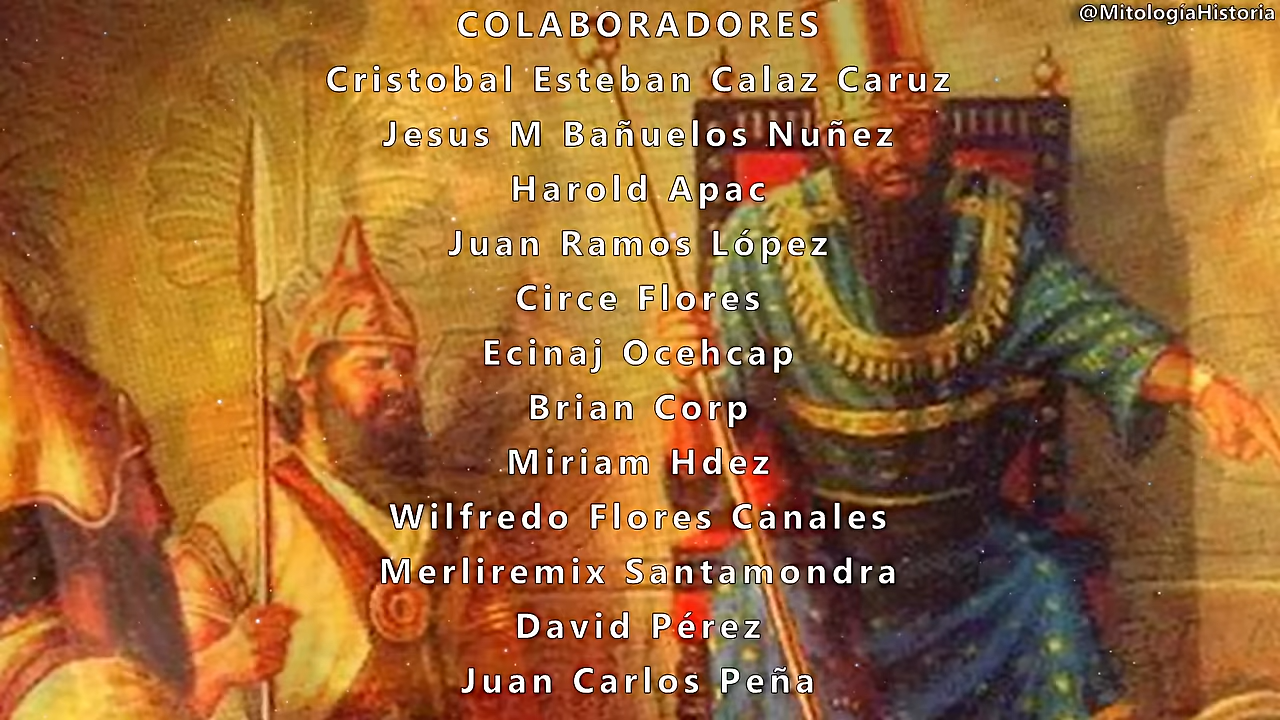 @MitologíaHistoria
COLABORADORES
Cristobal Esteban Calaz Caruz
Jesus M Bañuelos Nuñez
Harold Apac
Juan Ramos López
Circe Flores
Ecinaj Ocehcap
Brian Corp
Miriam Hdez
Wilfredo Flores Canales
Merliremix Santamondra
David Pérez
Juan Carlos Peña